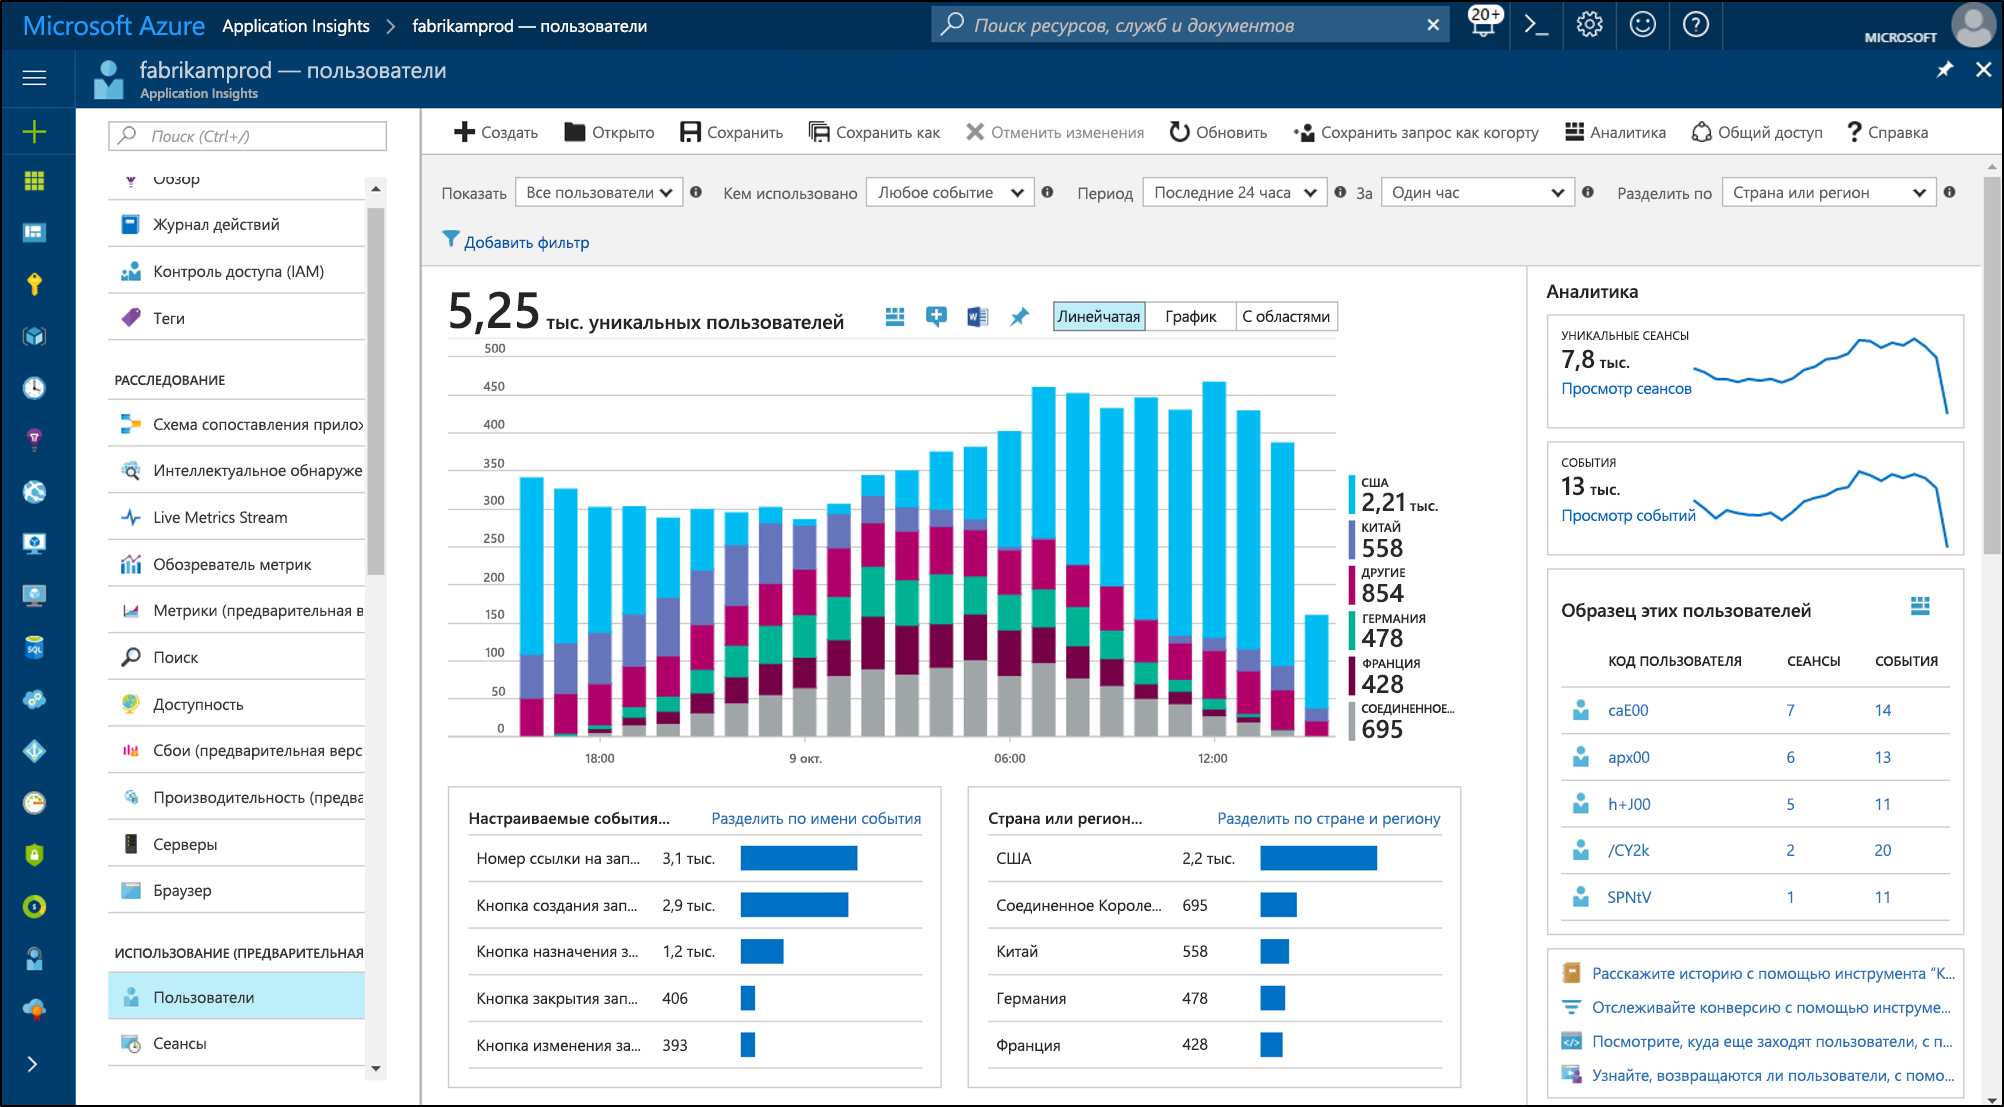 Microsoft Azure Application Insights > fabrikamprod — пользователи
Поиск ресурсов, служб и документов
20+
MICROSOFT
fabrikamprod — пользователи
Application Insights
Поиск (Ctrl+/)
Обзор
Журнал действий
Контроль доступа (IAM)
Теги
РАССЛЕДОВАНИЕ
Схема сопоставления прилож
Интеллектуальное обнаруже
Live Metrics Stream
Обозреватель метрик
Метрики (предварительная в
Поиск
Доступность
Сбои (предварительная верс
Производительность (предва
Серверы
Браузер
ИСПОЛЬЗОВАНИЕ (ПРЕДВАРИТЕЛЬНАЯ
Пользователи
Сеансы
SQL
Создать Открыто Сохранить Сохранить как Отменить изменения Обновить Сохранить запрос как когорту Аналитика Общий доступ Справка
Показать Все пользователи Кем использовано Любое событие Период Последние 24 часа За Один час Разделить по Страна или регион
Добавить фильтр
5,25 тыс. уникальных пользователей
Линейчатая График С областями
500
450
400
350
300
250
200
150
100
50
0
18:00 9 окт. 06:00 12:00
США
2,21 тыс.
КИТАЙ
558
ДРУГИЕ
854
ГЕРМАНИЯ
478
ФРАНЦИЯ
428
СОЕДИНЕННОЕ...
695
Настраиваемые события... Разделить по имени события
Номер ссылки на зап... 3,1 тыс.
Кнопка создания зап... 2,9 тыс.
Кнопка назначения з... 1,2 тыс.
Кнопка закрытия зап... 406
Кнопка изменения за... 393
Страна или регион... Разделить по стране и региону
США 2,2 тыс.
Соединенное Короле... 695
Китай 558
Германия 478
Франция 428
Аналитика
УНИКАЛЬНЫЕ СЕАНСЫ
7,8 тыс.
Просмотр сеансов
СОБЫТИЯ
13 тыс.
Просмотр событий
Образец этих пользователей
КОД ПОЛЬЗОВАТЕЛЯ СЕАНСЫ СОБЫТИЯ
caE00 7 14
apx00 6 13
h+J00 5 11
/CY2k 2 20
SPNtV 1 11
Расскажите историю с помощью инструмента “К...
Отслеживайте конверсию с помощью инструме...
Посмотрите, куда еще заходят пользователи, с п...
Узнайте, возвращаются ли пользователи, с помо...